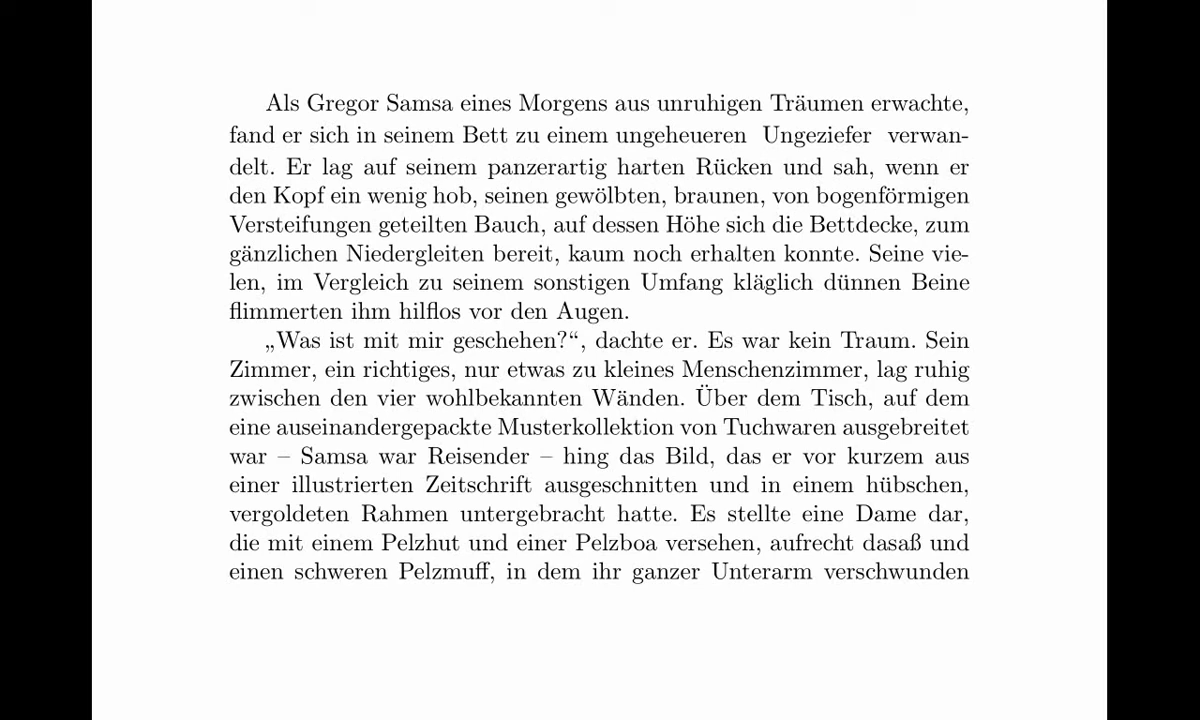 Als Gregor Samsa eines Morgens aus unruhigen Träumen erwachte,
fand er sich in seinem Bett zu einem ungeheueren Ungeziefer verwan-
delt. Er lag auf seinem panzerartig harten Rücken und sah, wenn er
den Kopf ein wenig hob, seinen gewölbten, braunen, von bogenförmigen
Versteifungen geteilten Bauch, auf dessen Höhe sich die Bettdecke, zum
gänzlichen Niedergleiten bereit, kaum noch erhalten konnte. Seine vie-
len, im Vergleich zu seinem sonstigen Umfang kläglich dünnen Beine
flimmerten ihm hilflos vor den Augen.
„Was ist mit mir geschehen?“, dachte er. Es war kein Traum. Sein
Zimmer, ein richtiges, nur etwas zu kleines Menschenzimmer, lag ruhig
zwischen den vier wohlbekannten Wänden. Über dem Tisch, auf dem
eine auseinandergepackte Musterkollektion von Tuchwaren ausgebreitet
war – Samsa war Reisender – hing das Bild, das er vor kurzem aus
einer illustrierten Zeitschrift ausgeschnitten und in einem hübschen,
vergoldeten Rahmen untergebracht hatte. Es stellte eine Dame dar,
die mit einem Pelzhut und einer Pelzboa versehen, aufrecht dasaß und
einen schweren Pelzmuff, in dem ihr ganzer Unterarm verschwunden